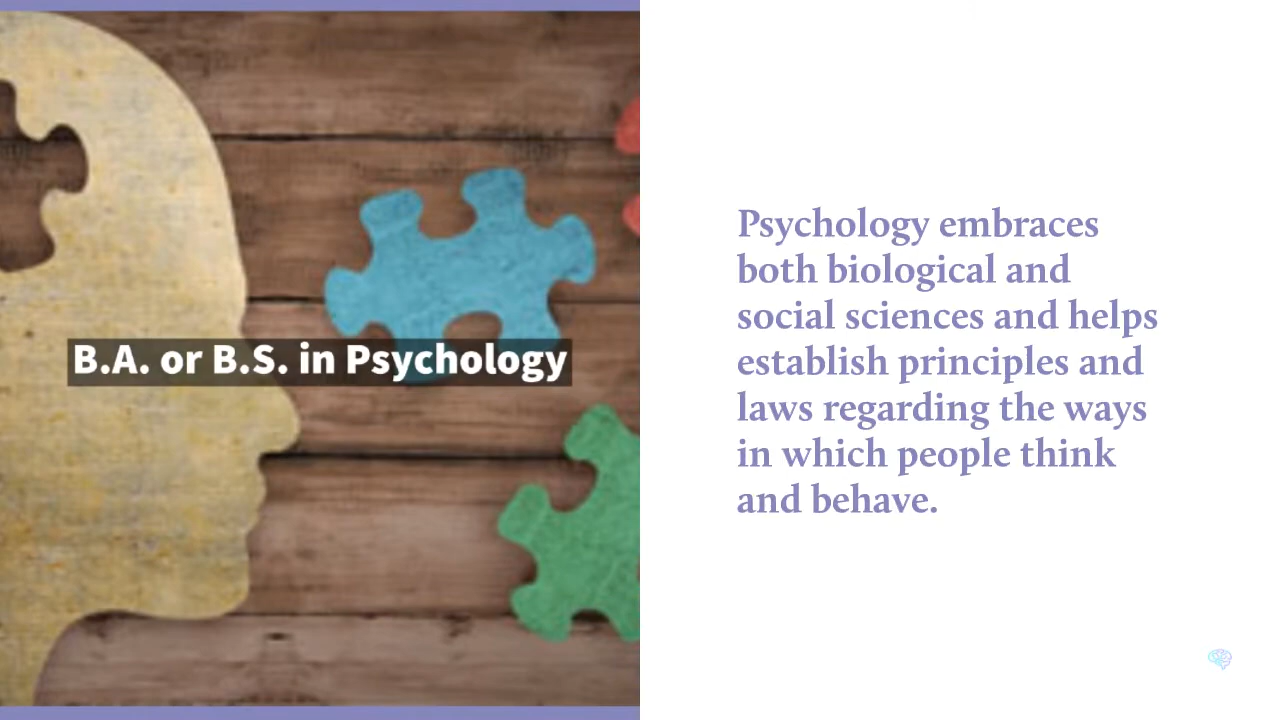 B.A. or B.S. in Psychology
Psychology embraces
both biological and
social sciences and helps
establish principles and
laws regarding the ways
in which people think
and behave.